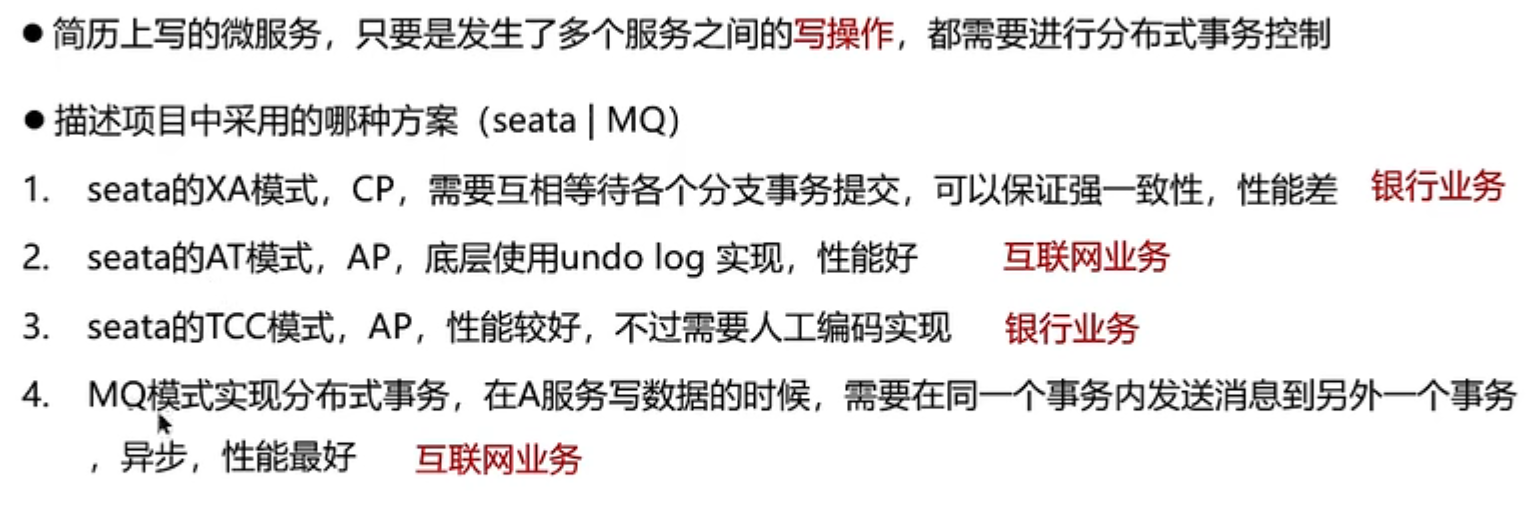 ● 简历上写的微服务，只要是发生了多个服务之间的写操作，都需要进行分布式事务控制
● 描述项目中采用的哪种方案（seata | MQ）
1. seata的XA模式，CP，需要互相等待各个分支事务提交，可以保证强一致性，性能差 银行业务
2. seata的AT模式，AP，底层使用undo log 实现，性能好 互联网业务
3. seata的TCC模式，AP，性能较好，不过需要人工编码实现 银行业务
4. MQ模式实现分布式事务，在A服务写数据的时候，需要在同一个事务内发送消息到另外一个事务
，异步，性能最好 互联网业务